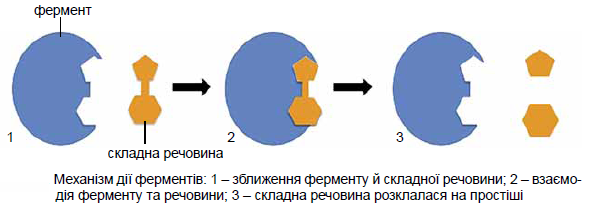 фермент
1
2
3
складна речовина
Механізм дії ферментів: 1 – зближення ферменту й складної речовини; 2 – взаємо-
дія ферменту та речовини; 3 – складна речовина розклалася на простіші